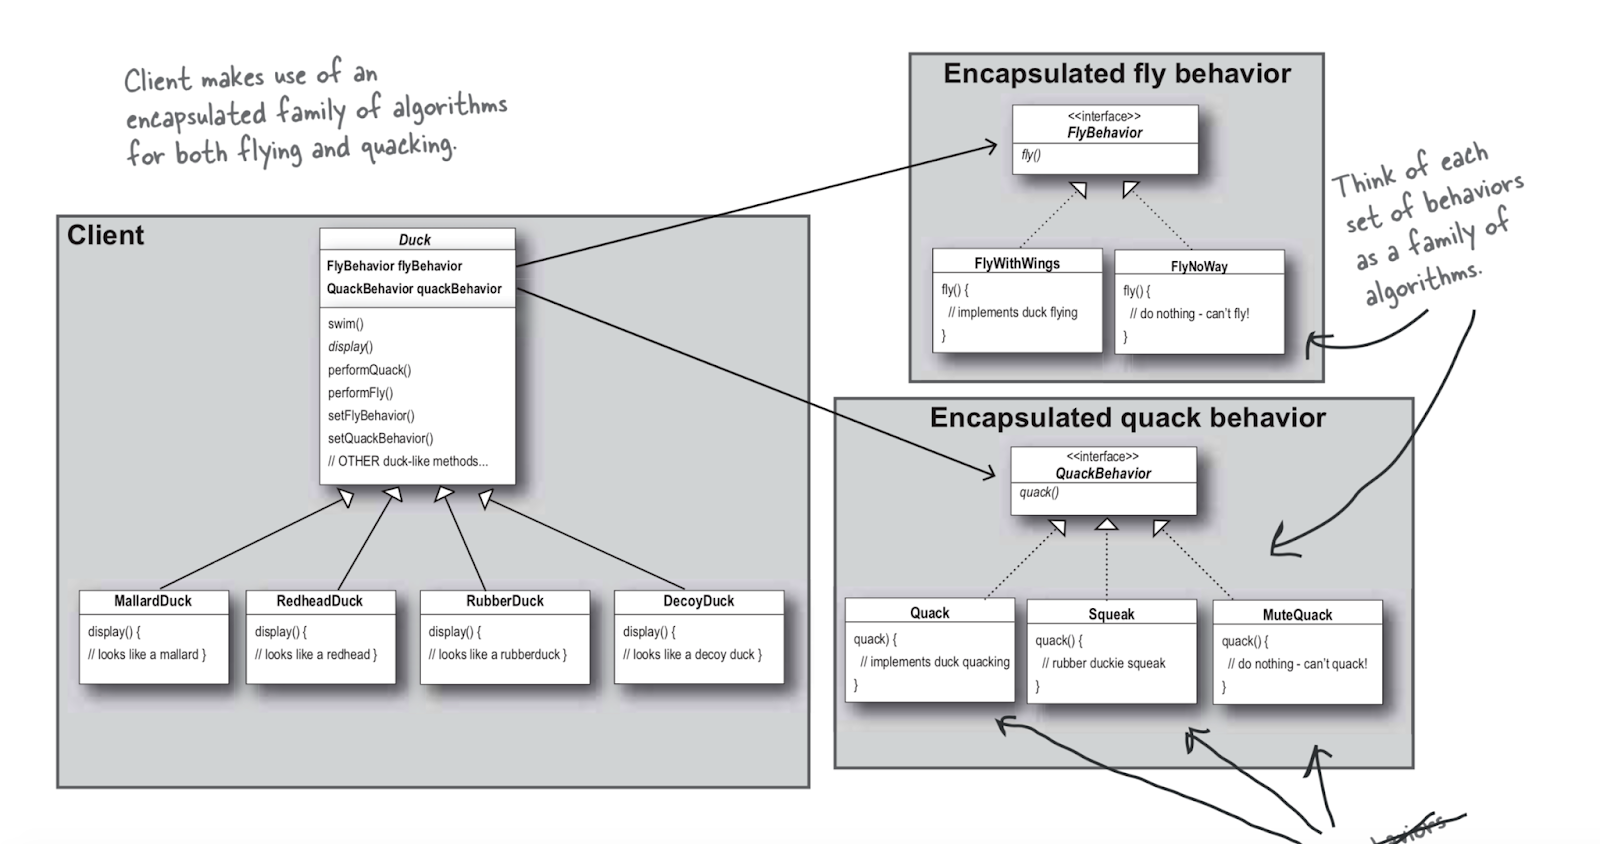 Client makes use of an
encapsulated family of algorithms
for both flying and quacking.
Encapsulated fly behavior
<<interface>>
FlyBehavior
fly()
FlyWithWings
fly() {
// implements duck flying
}
FlyNoWay
fly() {
// do nothing - can't fly!
}
Think of each
set of behaviors
as a family of
algorithms.
Client
Duck
FlyBehavior flyBehavior
QuackBehavior quackBehavior
swim()
display()
performQuack()
performFly()
setFlyBehavior()
setQuackBehavior()
// OTHER duck-like methods...
MallardDuck
display() {
// looks like a mallard }
RedheadDuck
display() {
// looks like a redhead }
RubberDuck
display() {
// looks like a rubberduck }
DecoyDuck
display() {
// looks like a decoy duck }
Encapsulated quack behavior
<<interface>>
QuackBehavior
quack()
Quack
quack) {
// implements duck quacking
}
Squeak
quack() {
// rubber duckie squeak
}
MuteQuack
quack() {
// do nothing - can't quack!
}